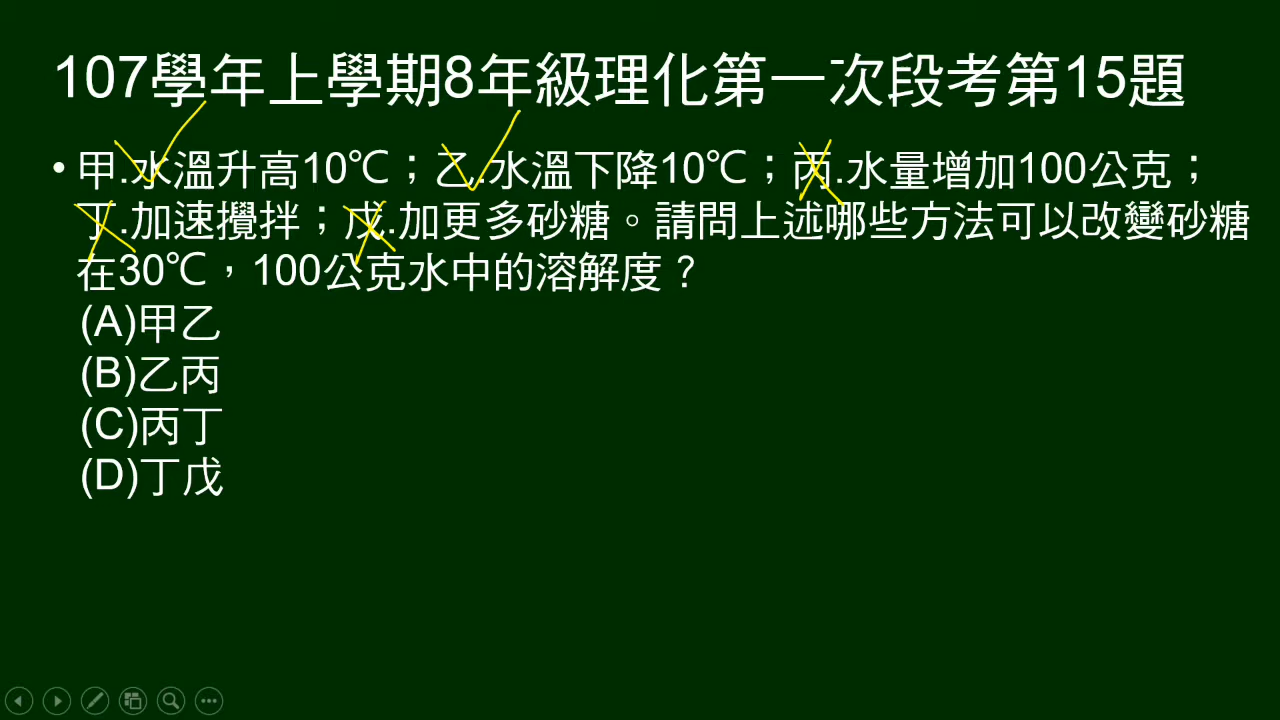 107學年上學期8年級理化第一次段考第15題
• 甲.水溫升高10℃；乙.水溫下降10℃；丙.水量增加100公克；
丁.加速攪拌；戊.加更多砂糖。請問上述哪些方法可以改變砂糖
在30℃，100公克水中的溶解度？
(A)甲乙
(B)乙丙
(C)丙丁
(D)丁戊